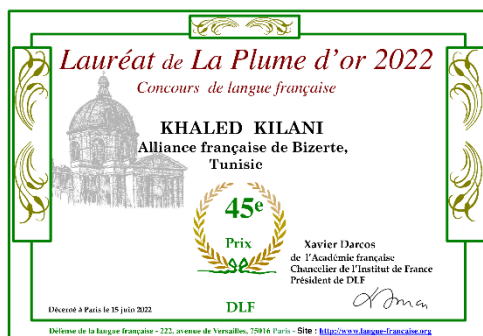 Lauréat de La Plume d'or 2022
Concours de langue française
KHALED KILANI
Alliance française de Bizerte,
Tunisie
45e
Prix
Xavier Darcos
de l'Académie française
Chancelier de l'Institut de France
Président de DLF
Décerné à Paris le 15 juin 2022
DLF
Défense de la langue française - 222, avenue de Versailles, 75016 Paris - Site : http://www.langue-francaise.org